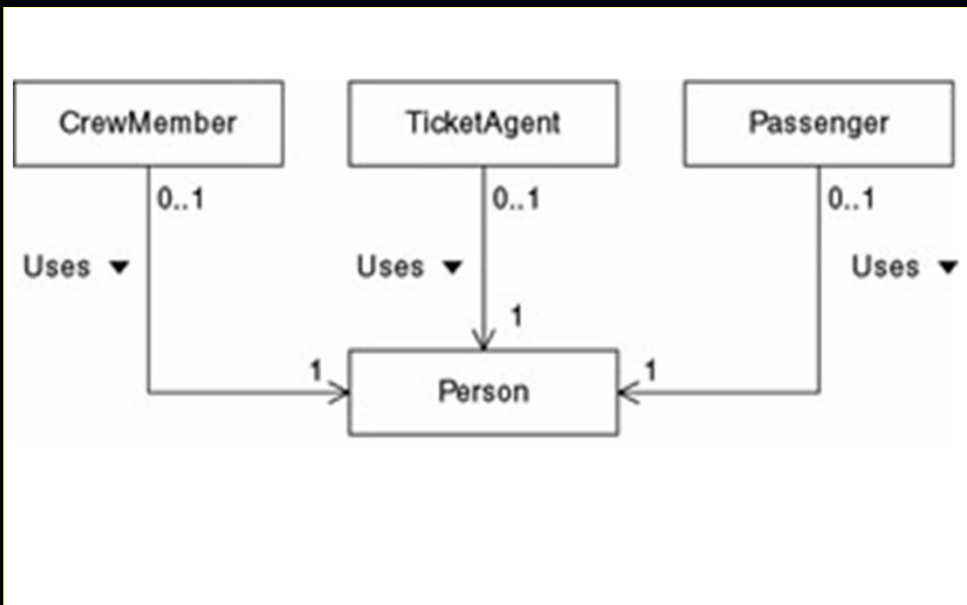 CrewMember
TicketAgent
Passenger
0..1
0..1
0..1
Uses
Uses
Uses
1
1
1
Person